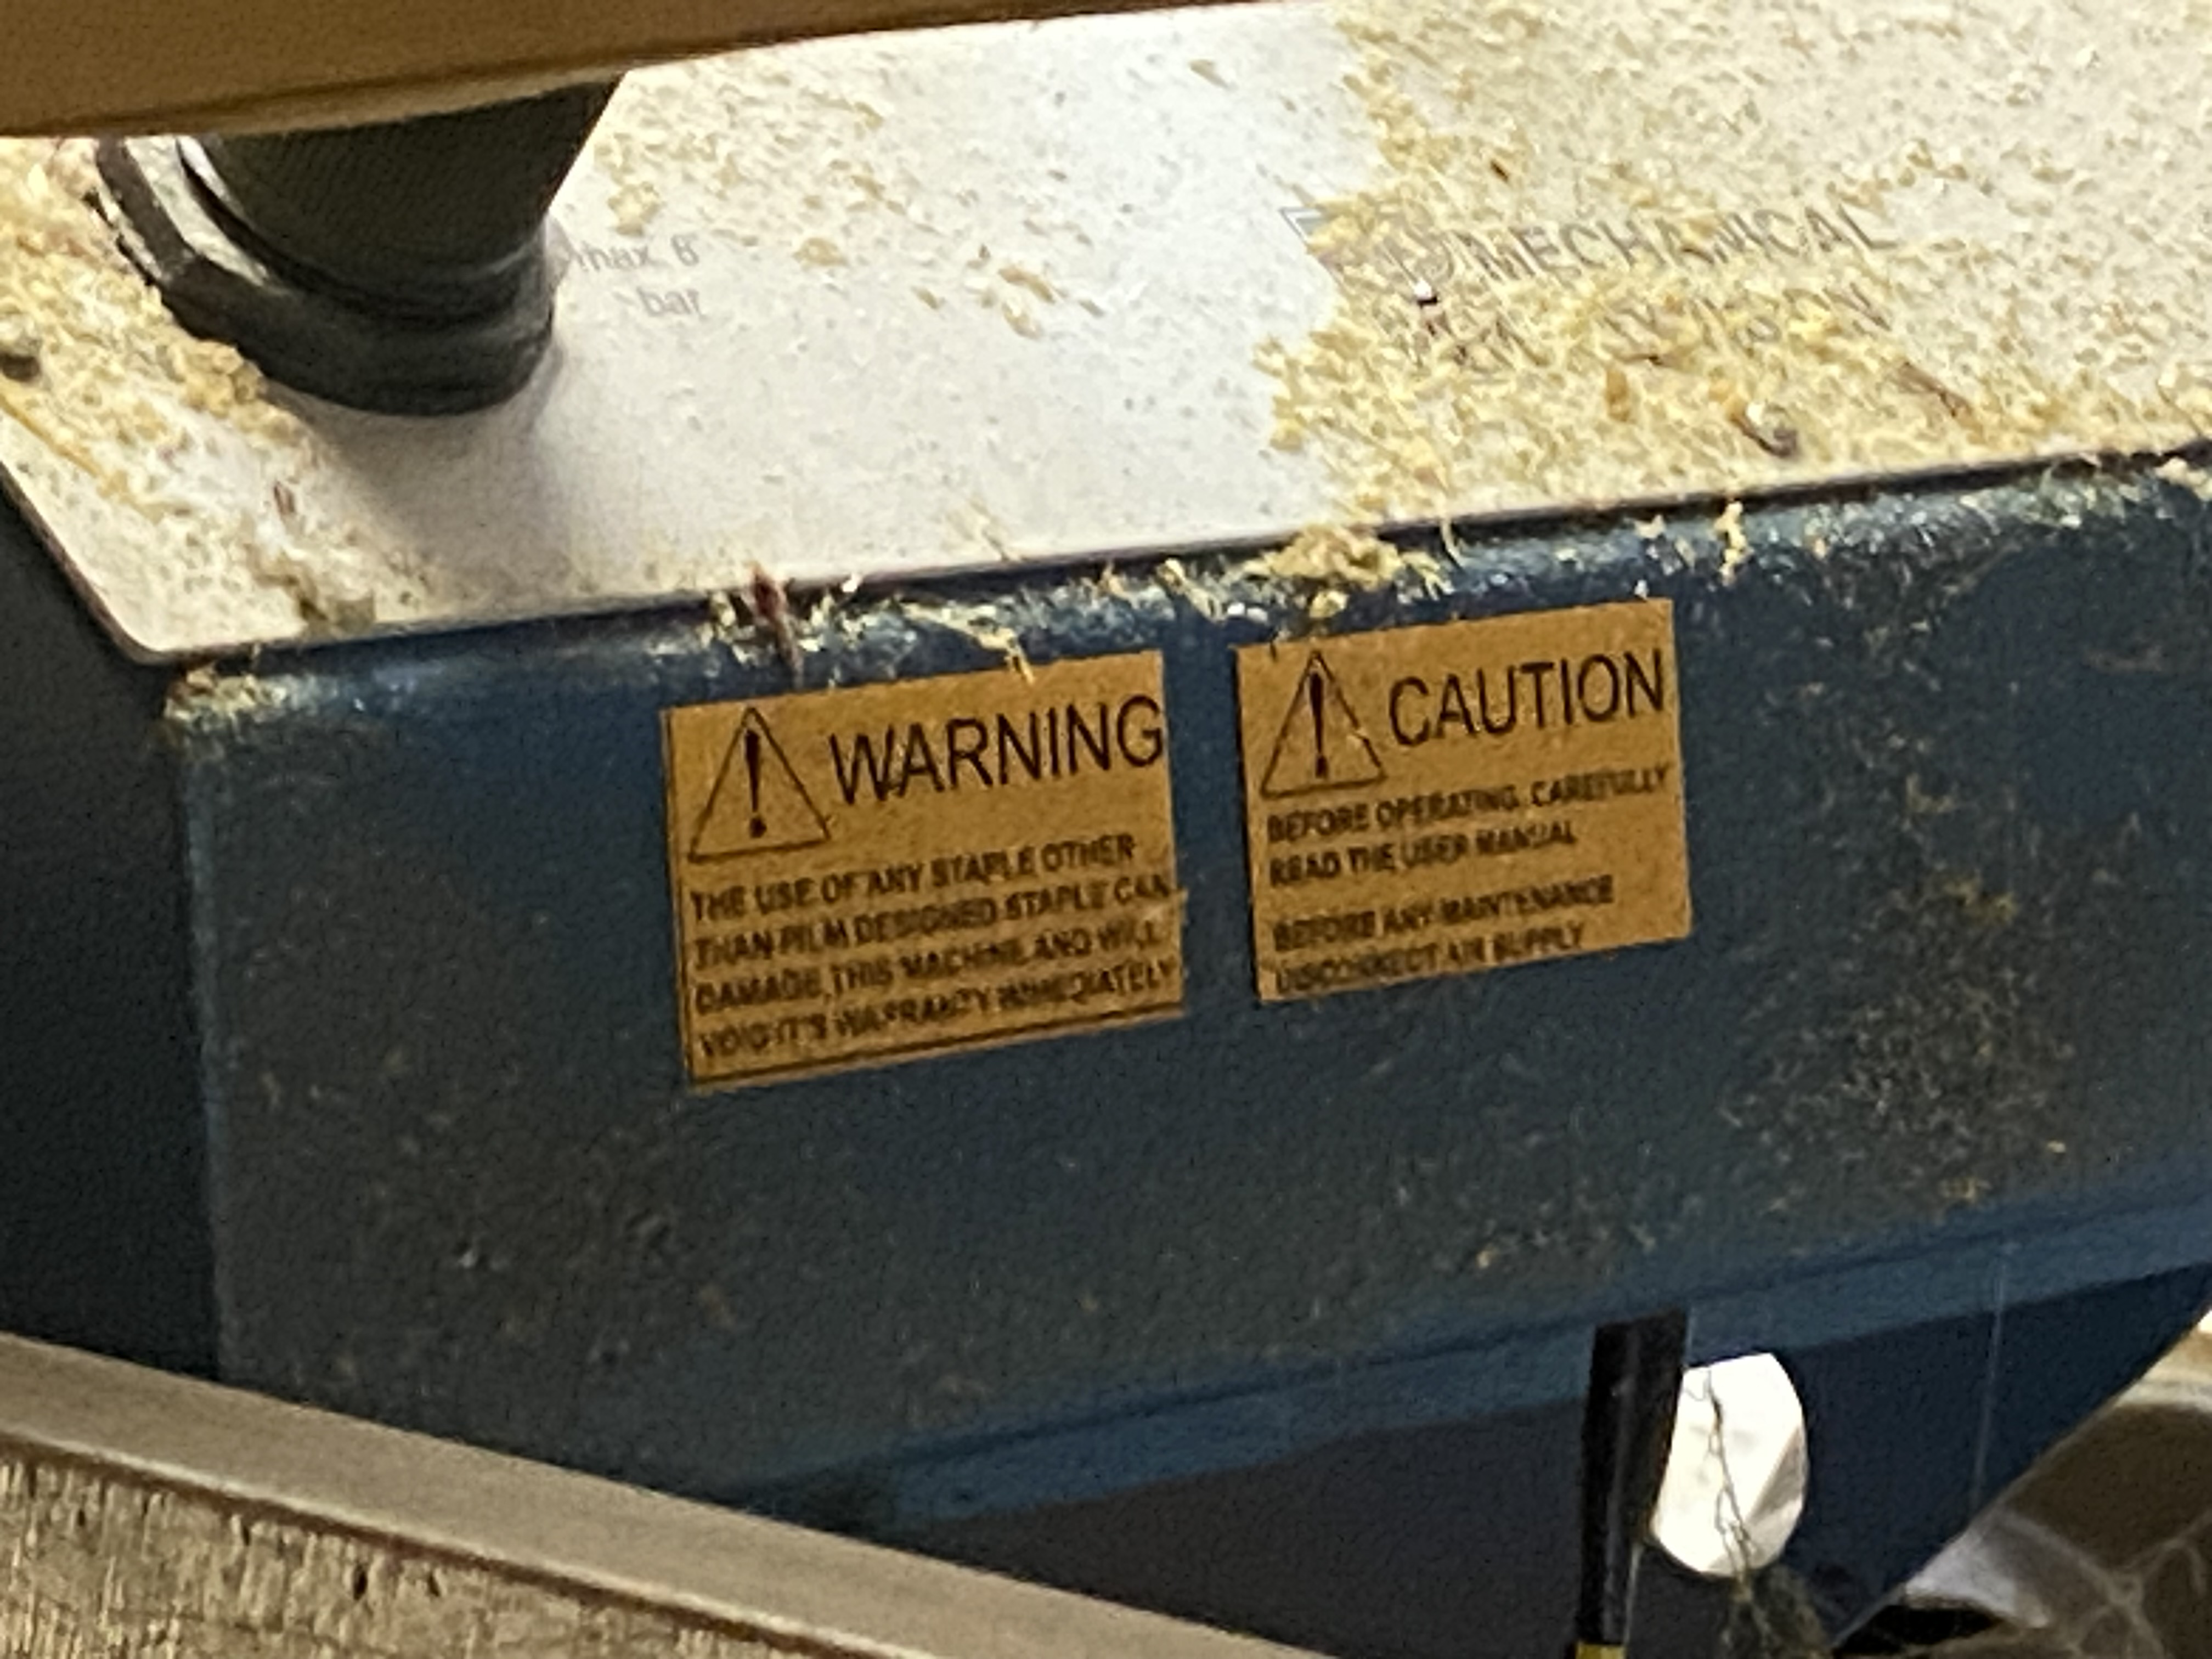 max 6
bar
MECHANICAL
WARNING
THE USE OF ANY STAPLE OTHER
THAN PILM DESIGNED STAPLE CAN
DAMAGE THIS MACHINE AND WILL
VOID IT'S WARRANTY IMMEDIATELY
CAUTION
BEFORE OPERATING CAREFULLY
READ THE USER MANUAL
BEFORE ANY MAINTENANCE
DISCONNECT AIR SUPPLY